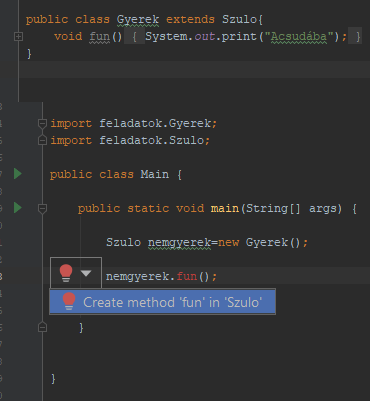 public class Gyerek extends Szulo{
void fun() { System.out.print("Acsudába"); }
}
import feladatok.Gyerek;
import feladatok.Szulo;
public class Main {
public static void main(String[] args) {
Szulo nemgyerek=new Gyerek();
nemgyerek.fun();
Create method 'fun' in 'Szulo'
}
}